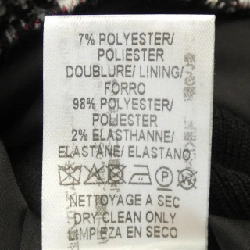 7% POLYESTER/
POLIESTER
DOUBLURE/ LINING/
FORRO
98% POLYESTER/
POLIESTER
2% ELASTHANNE/
ELASTANE/ ELASTANO
P
NETTOYAGE A SEC
DRY CLEAN ONLY
LIMPIEZA EN SECO